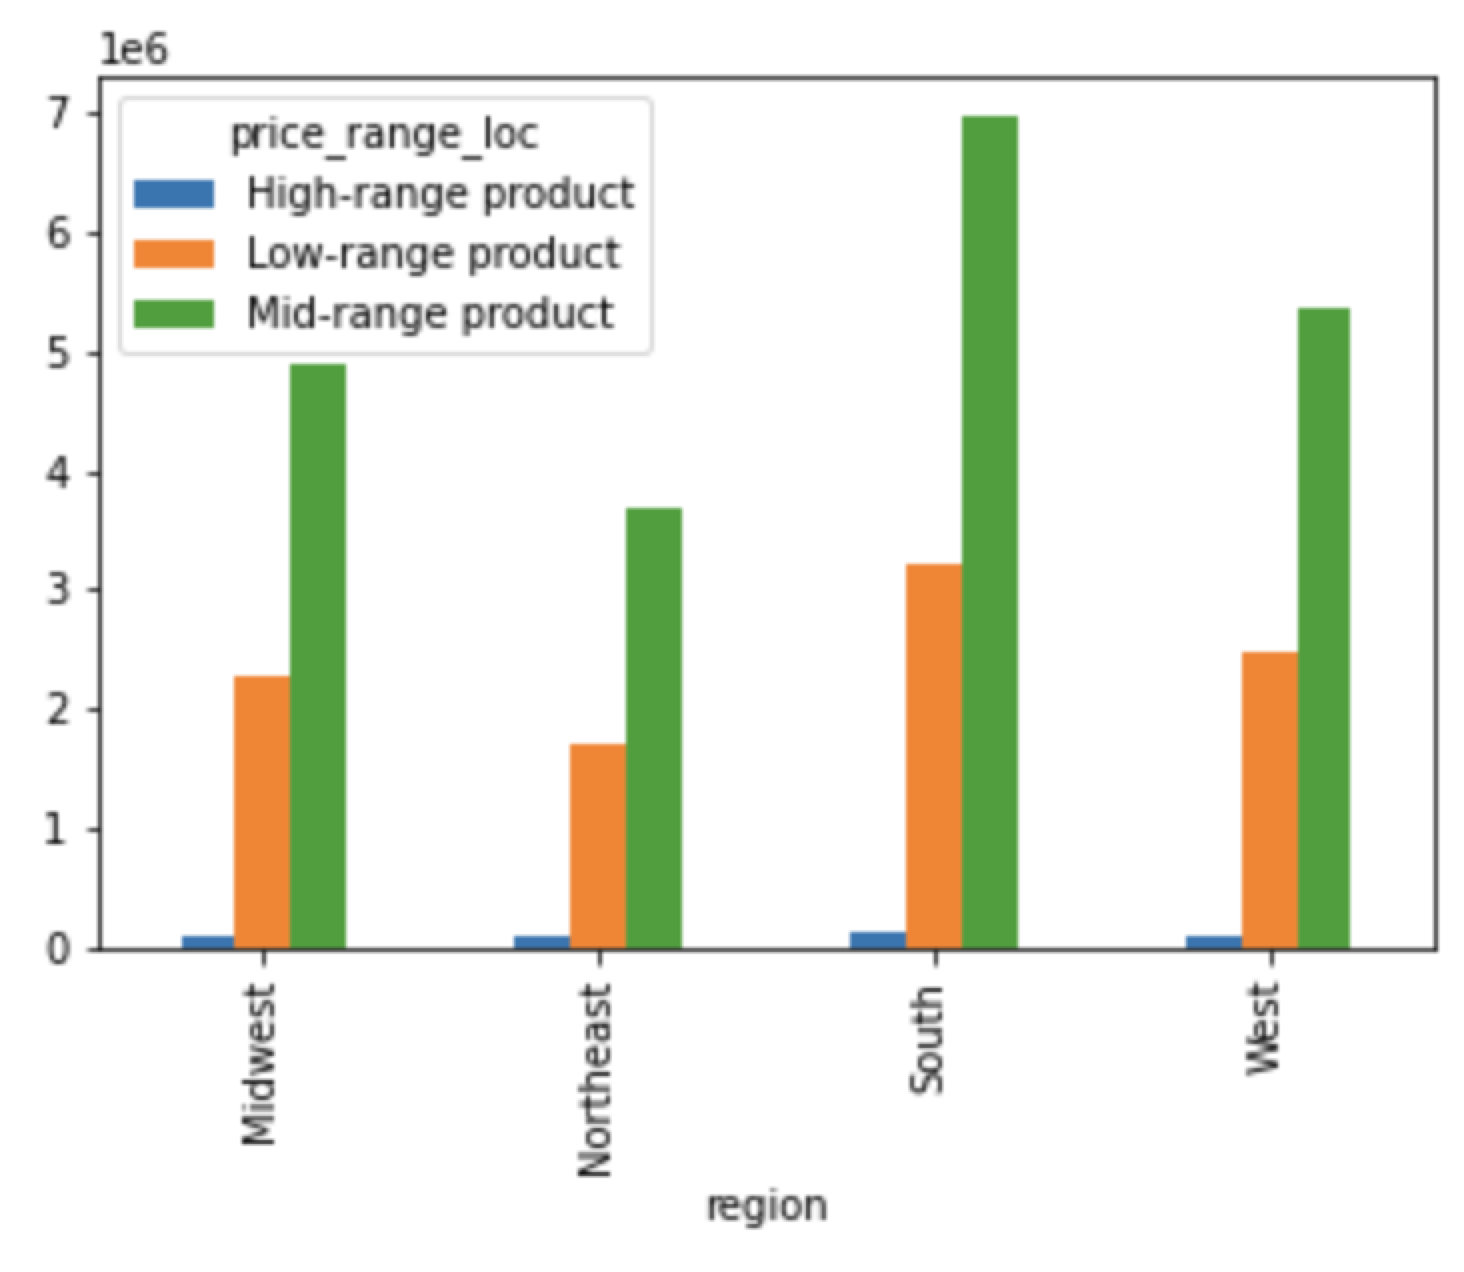 1e6
7
6
5
4
3
2
1
0
price_range_loc
High-range product
Low-range product
Mid-range product
Midwest
Northeast
South
West
region